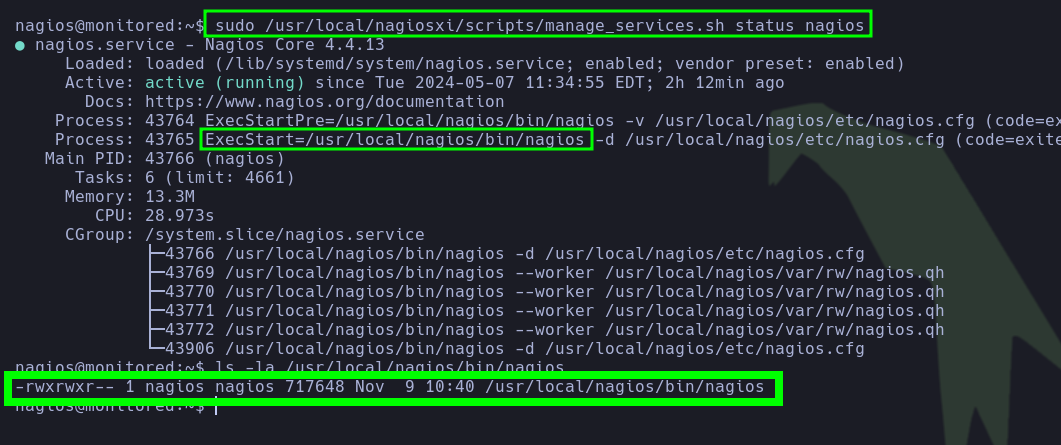 nagios@monitored:~$ sudo /usr/local/nagiosxi/scripts/manage_services.sh status nagios
● nagios.service - Nagios Core 4.4.13
Loaded: loaded (/lib/systemd/system/nagios.service; enabled; vendor preset: enabled)
Active: active (running) since Tue 2024-05-07 11:34:55 EDT; 2h 12min ago
Docs: https://www.nagios.org/documentation
Process: 43764 ExecStartPre=/usr/local/nagios/bin/nagios -v /usr/local/nagios/etc/nagios.cfg (code=ex
Process: 43765 ExecStart=/usr/local/nagios/bin/nagios -d /usr/local/nagios/etc/nagios.cfg (code=exite
Main PID: 43766 (nagios)
Tasks: 6 (limit: 4661)
Memory: 13.3M
CPU: 28.973s
CGroup: /system.slice/nagios.service
├─43766 /usr/local/nagios/bin/nagios -d /usr/local/nagios/etc/nagios.cfg
├─43769 /usr/local/nagios/bin/nagios --worker /usr/local/nagios/var/rw/nagios.qh
├─43770 /usr/local/nagios/bin/nagios --worker /usr/local/nagios/var/rw/nagios.qh
├─43771 /usr/local/nagios/bin/nagios --worker /usr/local/nagios/var/rw/nagios.qh
├─43772 /usr/local/nagios/bin/nagios --worker /usr/local/nagios/var/rw/nagios.qh
└─43906 /usr/local/nagios/bin/nagios -d /usr/local/nagios/etc/nagios.cfg
nagios@monitored:~$ ls -la /usr/local/nagios/bin/nagios
-rwxrwxr-- 1 nagios nagios 717648 Nov  9 10:40 /usr/local/nagios/bin/nagios
nagios@monitored:~$